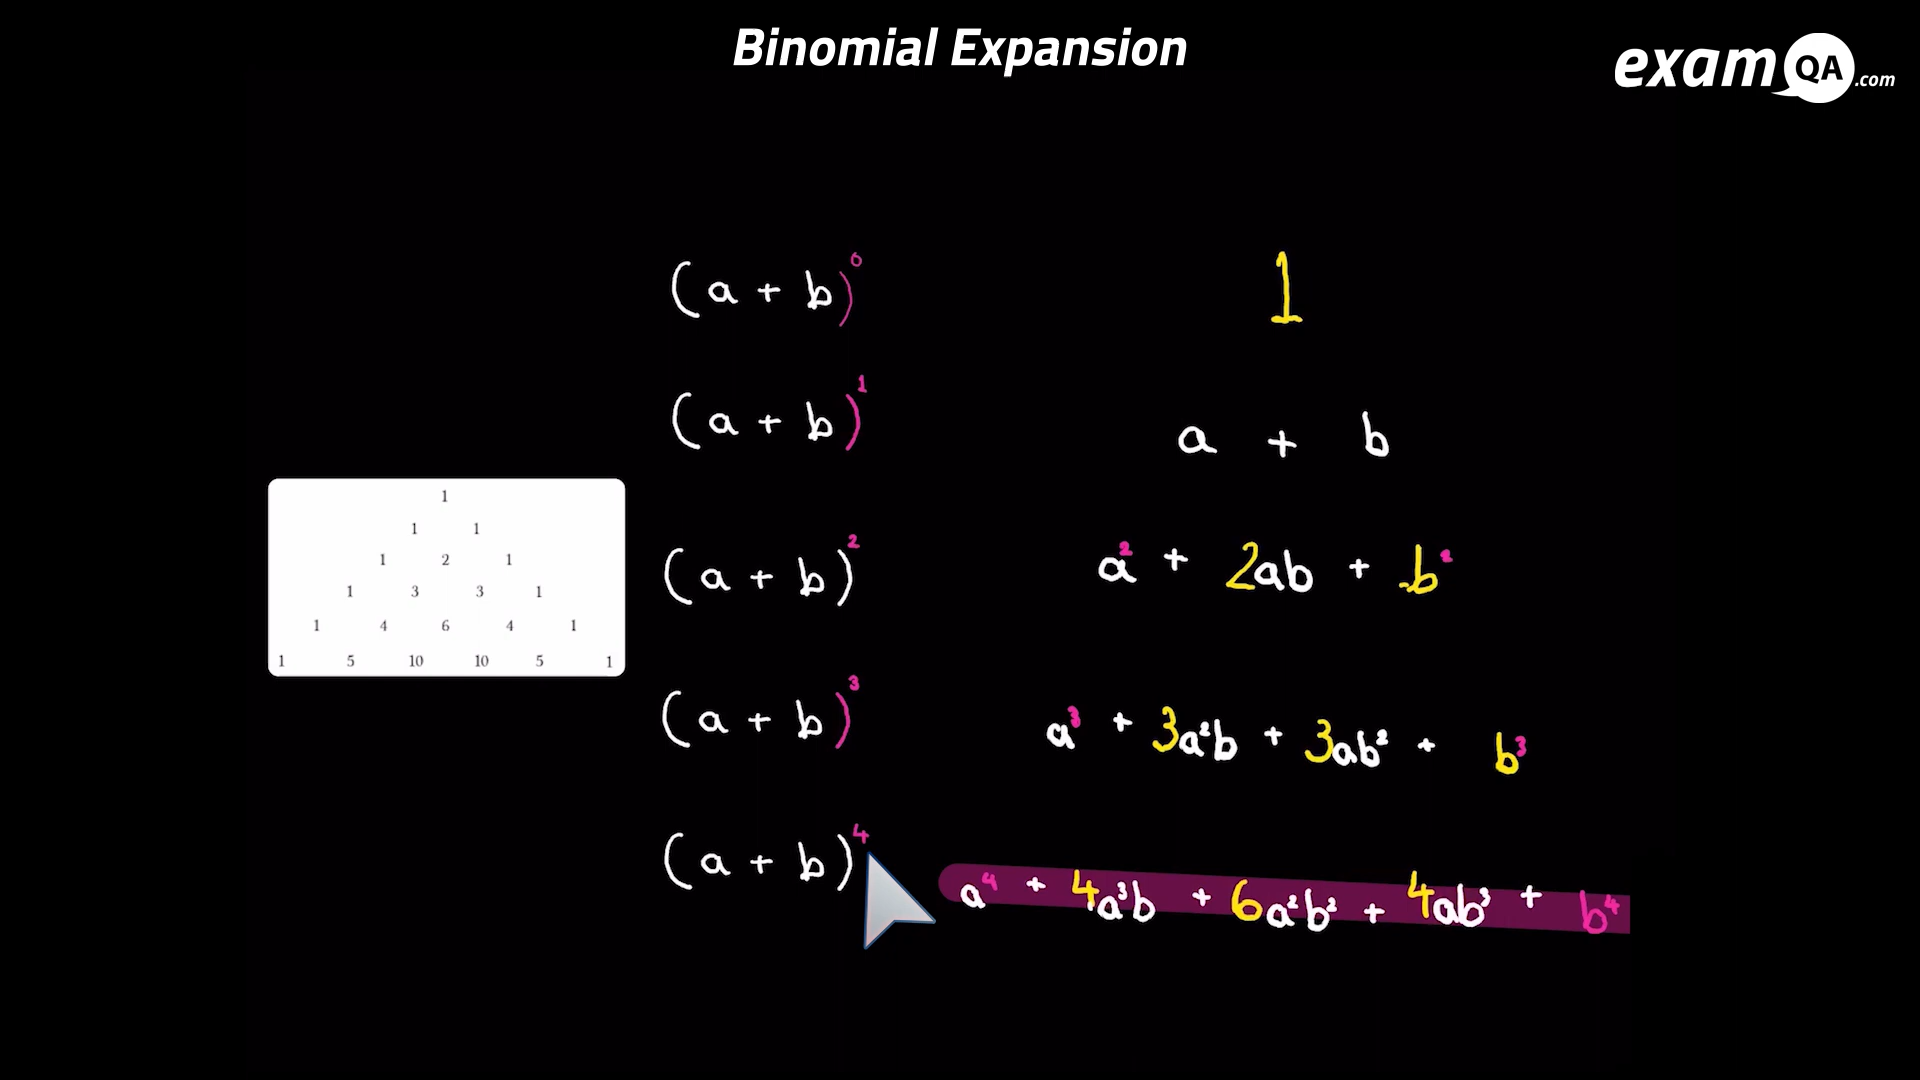 Binomial Expansion
examQA.com
(a + b)⁰ 1
(a + b)¹ a + b
1
1 1
1 2 1
1 3 3 1
1 4 6 4 1
1 5 10 10 5 1
(a + b)² a² + 2ab + b²
(a + b)³ a³ + 3a²b + 3ab² + b³
(a + b)⁴ a⁴ + 4a³b + 6a²b² + 4ab³ + b⁴